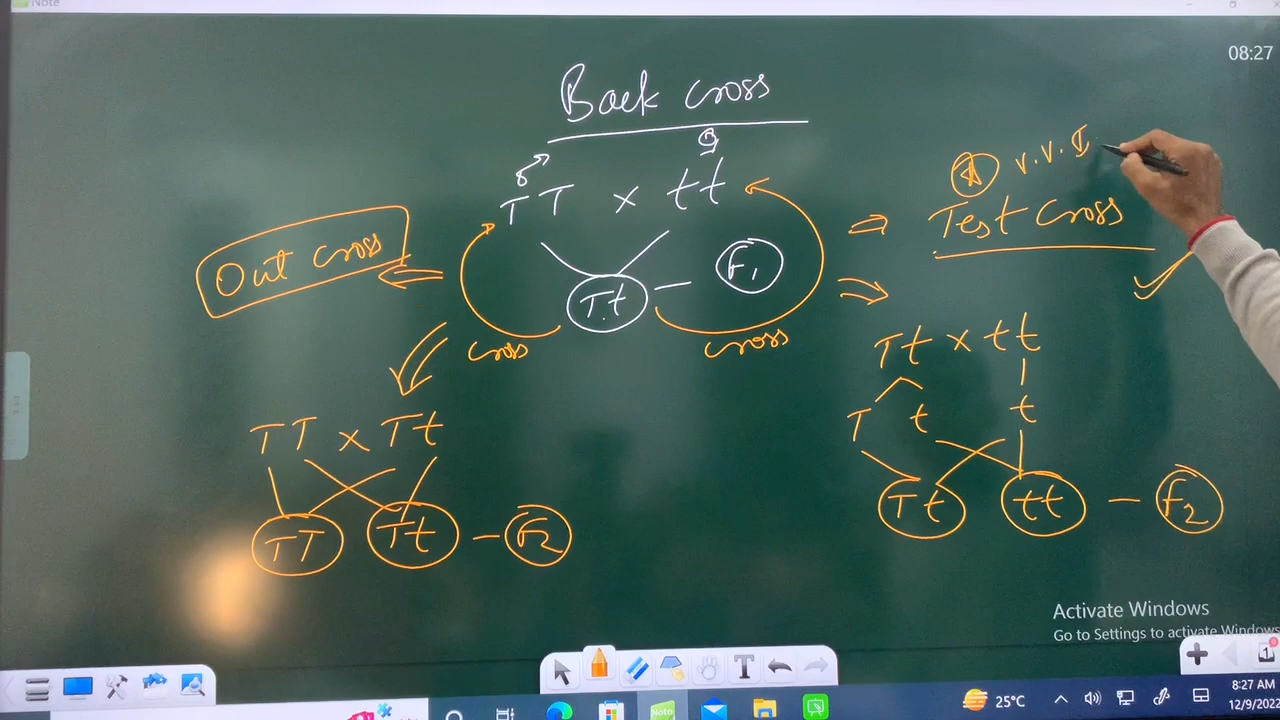 Note
08:27
Back cross
♂ ♀
TT × tt
Tt – F₁
cross
cross
Out cross
TT × Tt
TT Tt – F₂
V.V.I
Test Cross
Tt × tt
T t t
Tt tt – F₂
Activate Windows
Go to Settings to activate Windows
T
1
25°C
Note
8:27 AM
12/9/2022